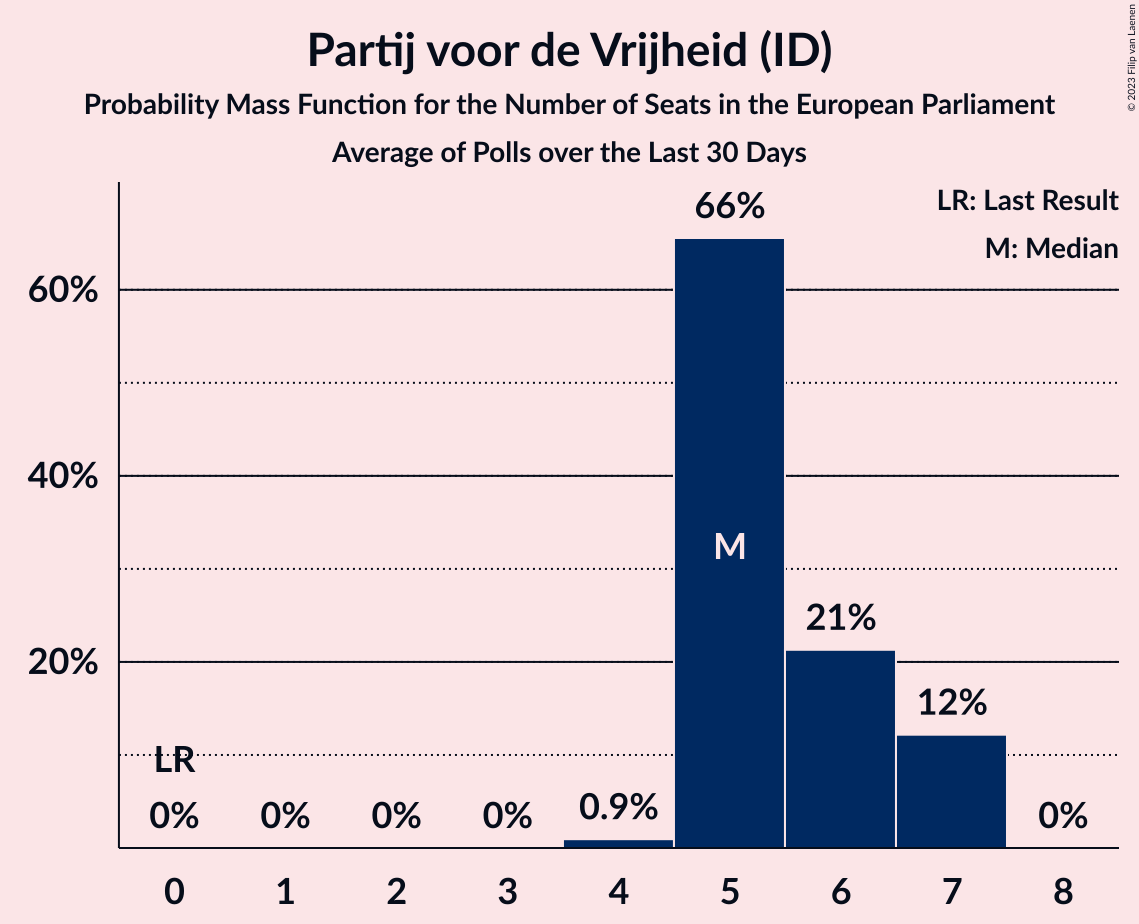 Partij voor de Vrijheid (ID)
Probability Mass Function for the Number of Seats in the European Parliament
Average of Polls over the Last 30 Days
© 2023 Filip van Laenen
LR: Last Result
M: Median
66%
60%
40%
M
21%
20%
12%
LR
0%
0%
0%
0%
0.9%
0%
0
1
2
3
4
5
6
7
8